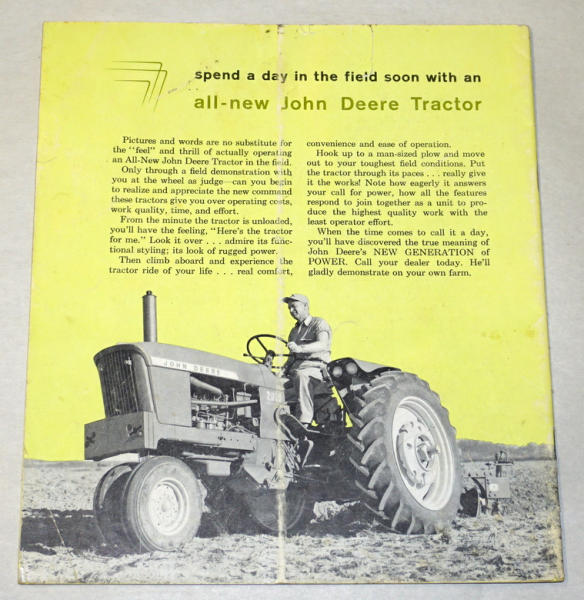 spend a day in the field soon with an
all-new John Deere Tractor
Pictures and words are no substitute for
the "feel" and thrill of actually operating
an All-New John Deere Tractor in the field.
Only through a field demonstration with
you at the wheel as judge—can you begin
to realize and appreciate the new command
these tractors give you over operating costs,
work quality, time, and effort.
From the minute the tractor is unloaded,
you'll have the feeling, "Here's the tractor
for me." Look it over . . . admire its func-
tional styling; its look of rugged power.
Then climb aboard and experience the
tractor ride of your life . . . real comfort,
convenience and ease of operation.
Hook up to a man-sized plow and move
out to your toughest field conditions. Put
the tractor through its paces . . . really give
it the works! Note how eagerly it answers
your call for power, how all the features
respond to join together as a unit to pro-
duce the highest quality work with the
least operator effort.
When the time comes to call it a day,
you'll have discovered the true meaning of
John Deere's NEW GENERATION of
POWER. Call your dealer today. He'll
gladly demonstrate on your own farm.
JOHN DEERE